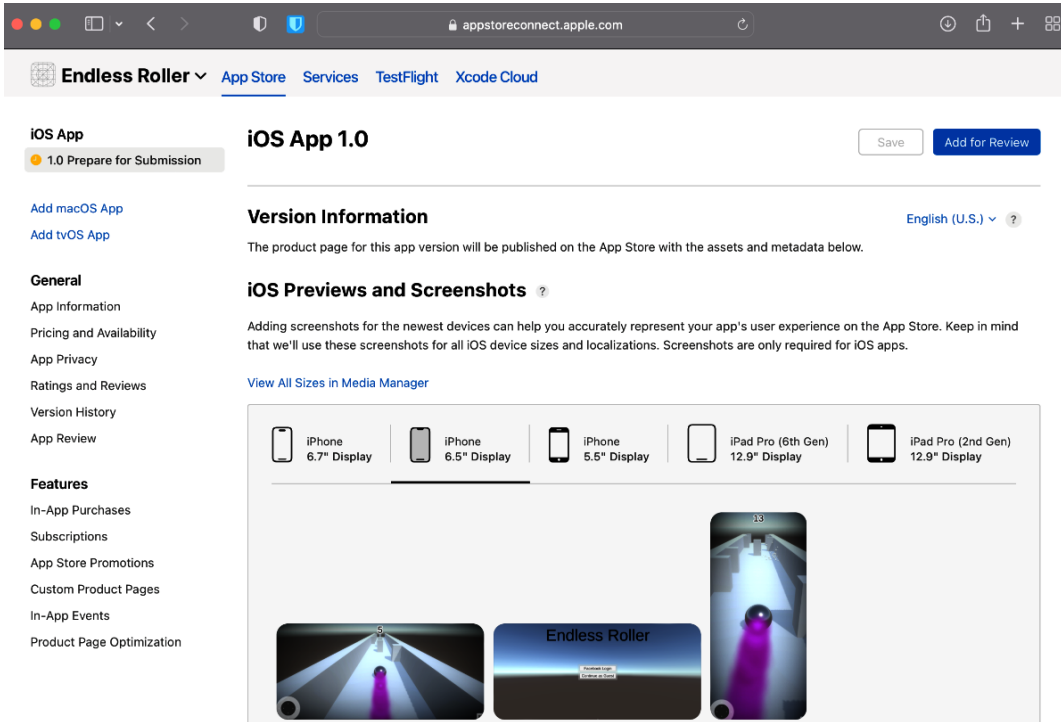 appstoreconnect.apple.com
Endless Roller
App Store Services TestFlight Xcode Cloud
iOS App
1.0 Prepare for Submission
Add macOS App
Add tvOS App
General
App Information
Pricing and Availability
App Privacy
Ratings and Reviews
Version History
App Review
Features
In-App Purchases
Subscriptions
App Store Promotions
Custom Product Pages
In-App Events
Product Page Optimization
iOS App 1.0
Save
Add for Review
Version Information
English (U.S.) ?
The product page for this app version will be published on the App Store with the assets and metadata below.
iOS Previews and Screenshots ?
Adding screenshots for the newest devices can help you accurately represent your app's user experience on the App Store. Keep in mind
that we'll use these screenshots for all iOS device sizes and localizations. Screenshots are only required for iOS apps.
View All Sizes in Media Manager
iPhone
6.7" Display
iPhone
6.5" Display
iPhone
5.5" Display
iPad Pro (6th Gen)
12.9" Display
iPad Pro (2nd Gen)
12.9" Display
5
Endless Roller
Facebook Login
Continue as Guest
13